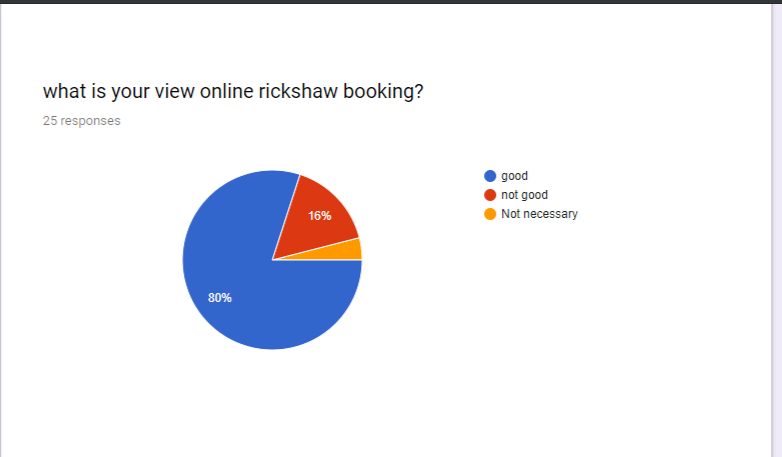 what is your view online rickshaw booking?
25 responses
good
not good
Not necessary
16%
80%